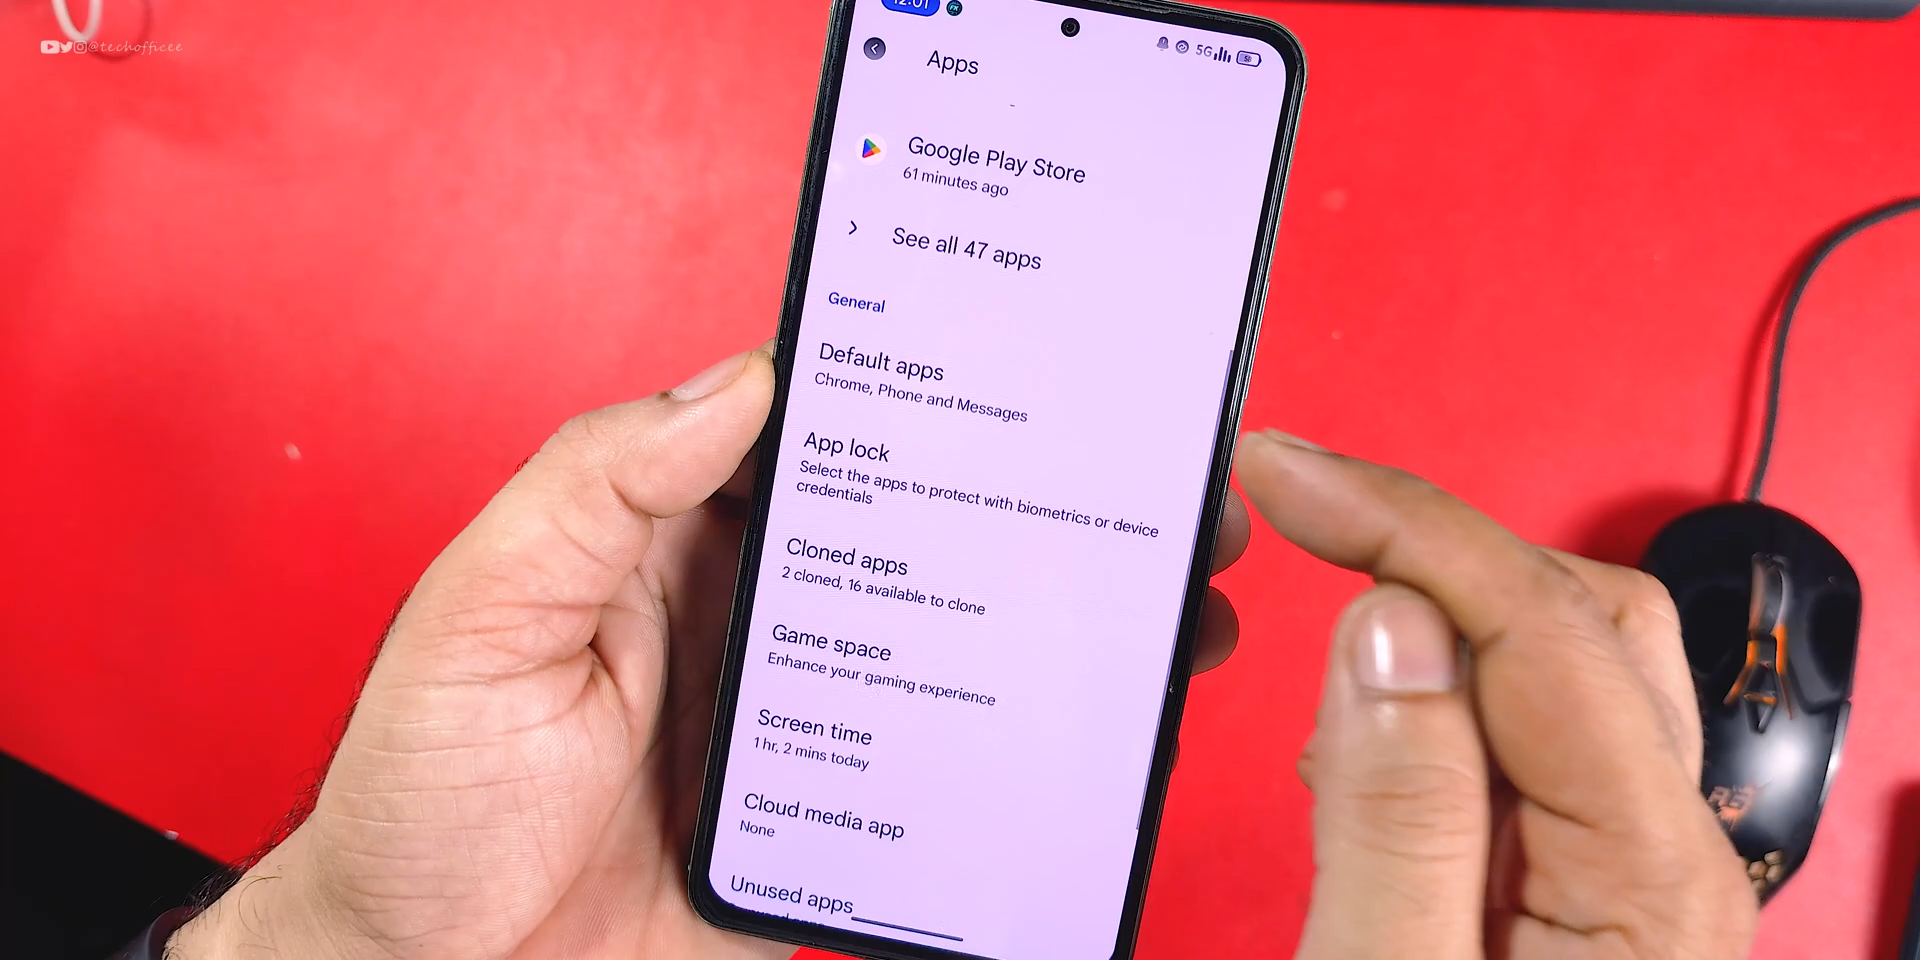 @techofficee
12:01
5G
Apps
Google Play Store
61 minutes ago
See all 47 apps
General
Default apps
Chrome, Phone and Messages
App lock
Select the apps to protect with biometrics or device
credentials
Cloned apps
2 cloned, 16 available to clone
Game space
Enhance your gaming experience
Screen time
1 hr, 2 mins today
Cloud media app
None
Unused apps